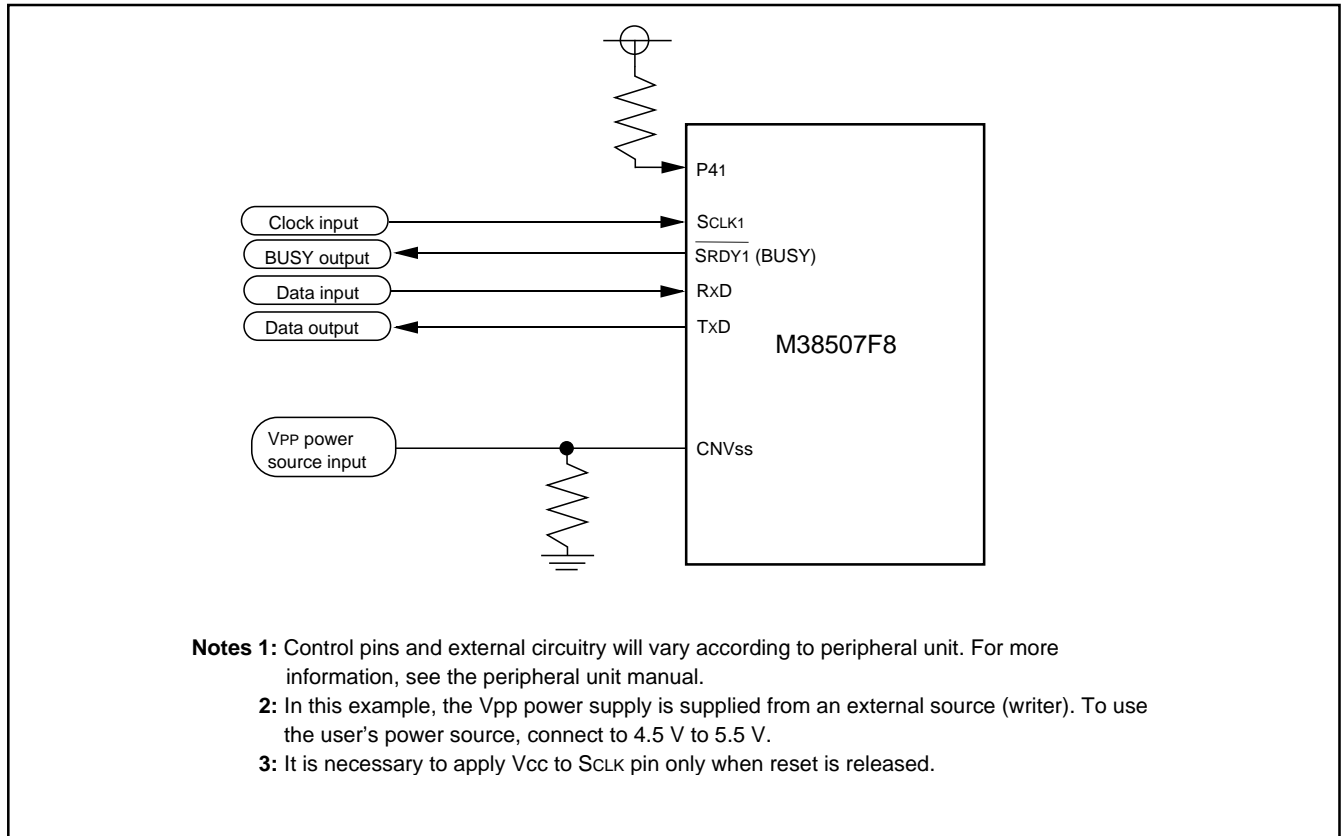 P41
Clock input
SCLK1
BUSY output
SRDY1 (BUSY)
Data input
RxD
Data output
TxD
M38507F8
VPP power
source input
CNVss
Notes 1: Control pins and external circuitry will vary according to peripheral unit. For more
information, see the peripheral unit manual.
2: In this example, the Vpp power supply is supplied from an external source (writer). To use
the user's power source, connect to 4.5 V to 5.5 V.
3: It is necessary to apply Vcc to SCLK pin only when reset is released.